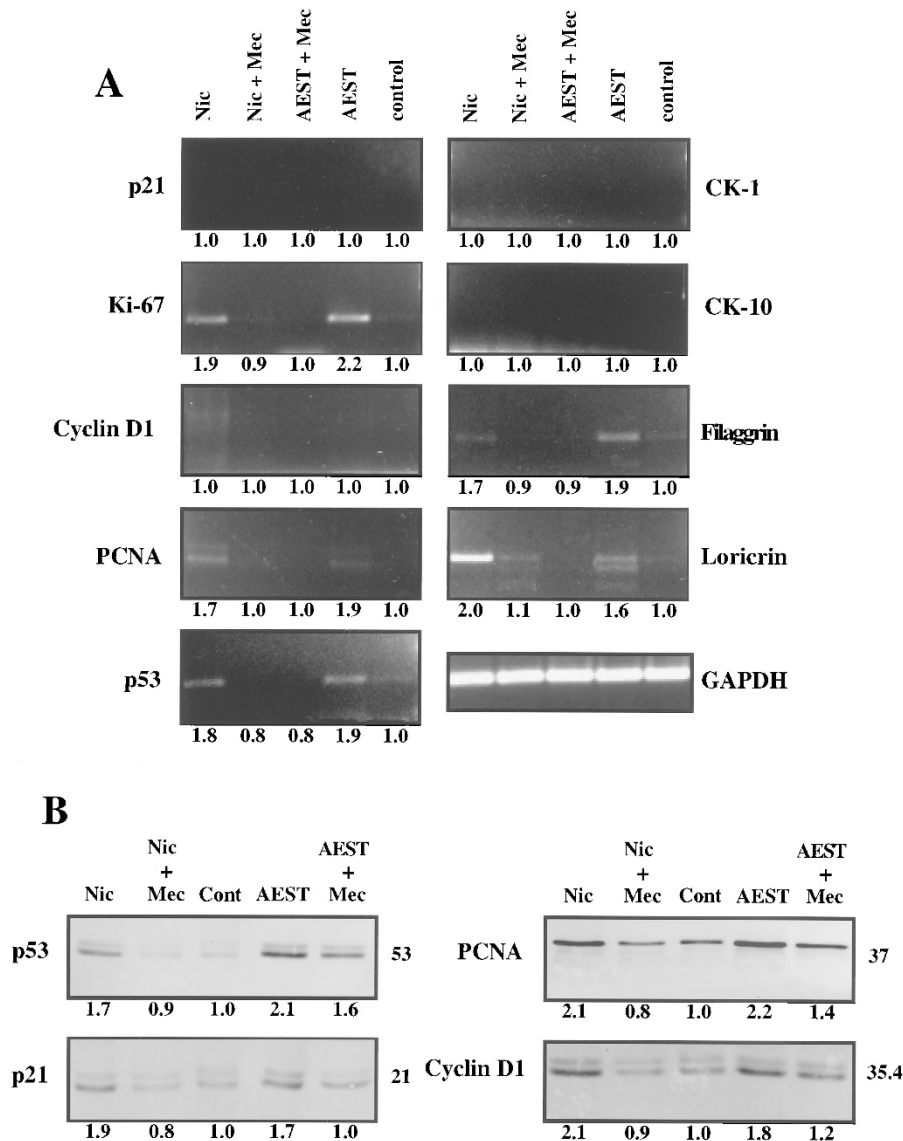 A
Nic
Nic + Mec
AEST + Mec
AEST
control
Nic
Nic + Mec
AEST + Mec
AEST
control
p21
1.0 1.0 1.0 1.0 1.0
CK-1
1.0 1.0 1.0 1.0 1.0
Ki-67
1.9 0.9 1.0 2.2 1.0
CK-10
1.0 1.0 1.0 1.0 1.0
Cyclin D1
1.0 1.0 1.0 1.0 1.0
Filaggrin
1.7 0.9 0.9 1.9 1.0
PCNA
1.7 1.0 1.0 1.9 1.0
Loricrin
2.0 1.1 1.0 1.6 1.0
p53
1.8 0.8 0.8 1.9 1.0
GAPDH
B
Nic
Nic
+
Mec
Cont
AEST
AEST
+
Mec
p53
53
1.7 0.9 1.0 2.1 1.6
p21
21
1.9 0.8 1.0 1.7 1.0
Nic
Nic
+
Mec
Cont
AEST
AEST
+
Mec
PCNA
37
2.1 0.8 1.0 2.2 1.4
Cyclin D1
35.4
2.1 0.9 1.0 1.8 1.2